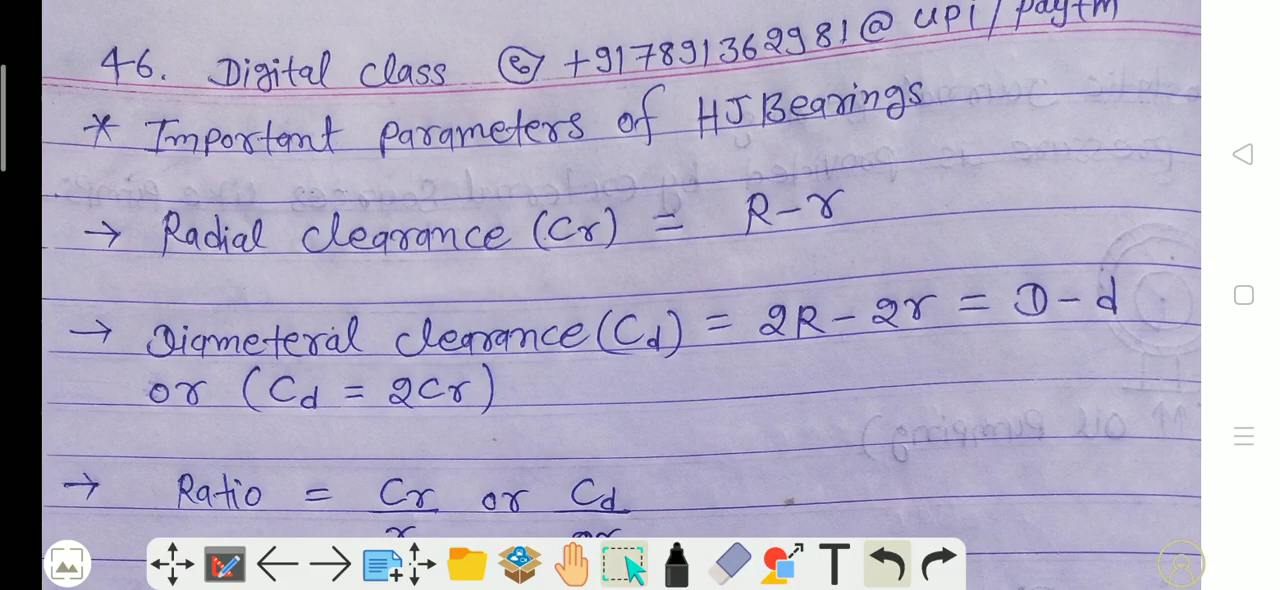 46. Digital class +917891362981@ upi/paytm
* Important parameters of HJ Bearings
→ Radial clearance (Cr) = R-r
→ Diameteral clearance (Cd) = 2R - 2r = D-d
or (Cd = 2Cr)
→ Ratio = Cr/r or Cd
T